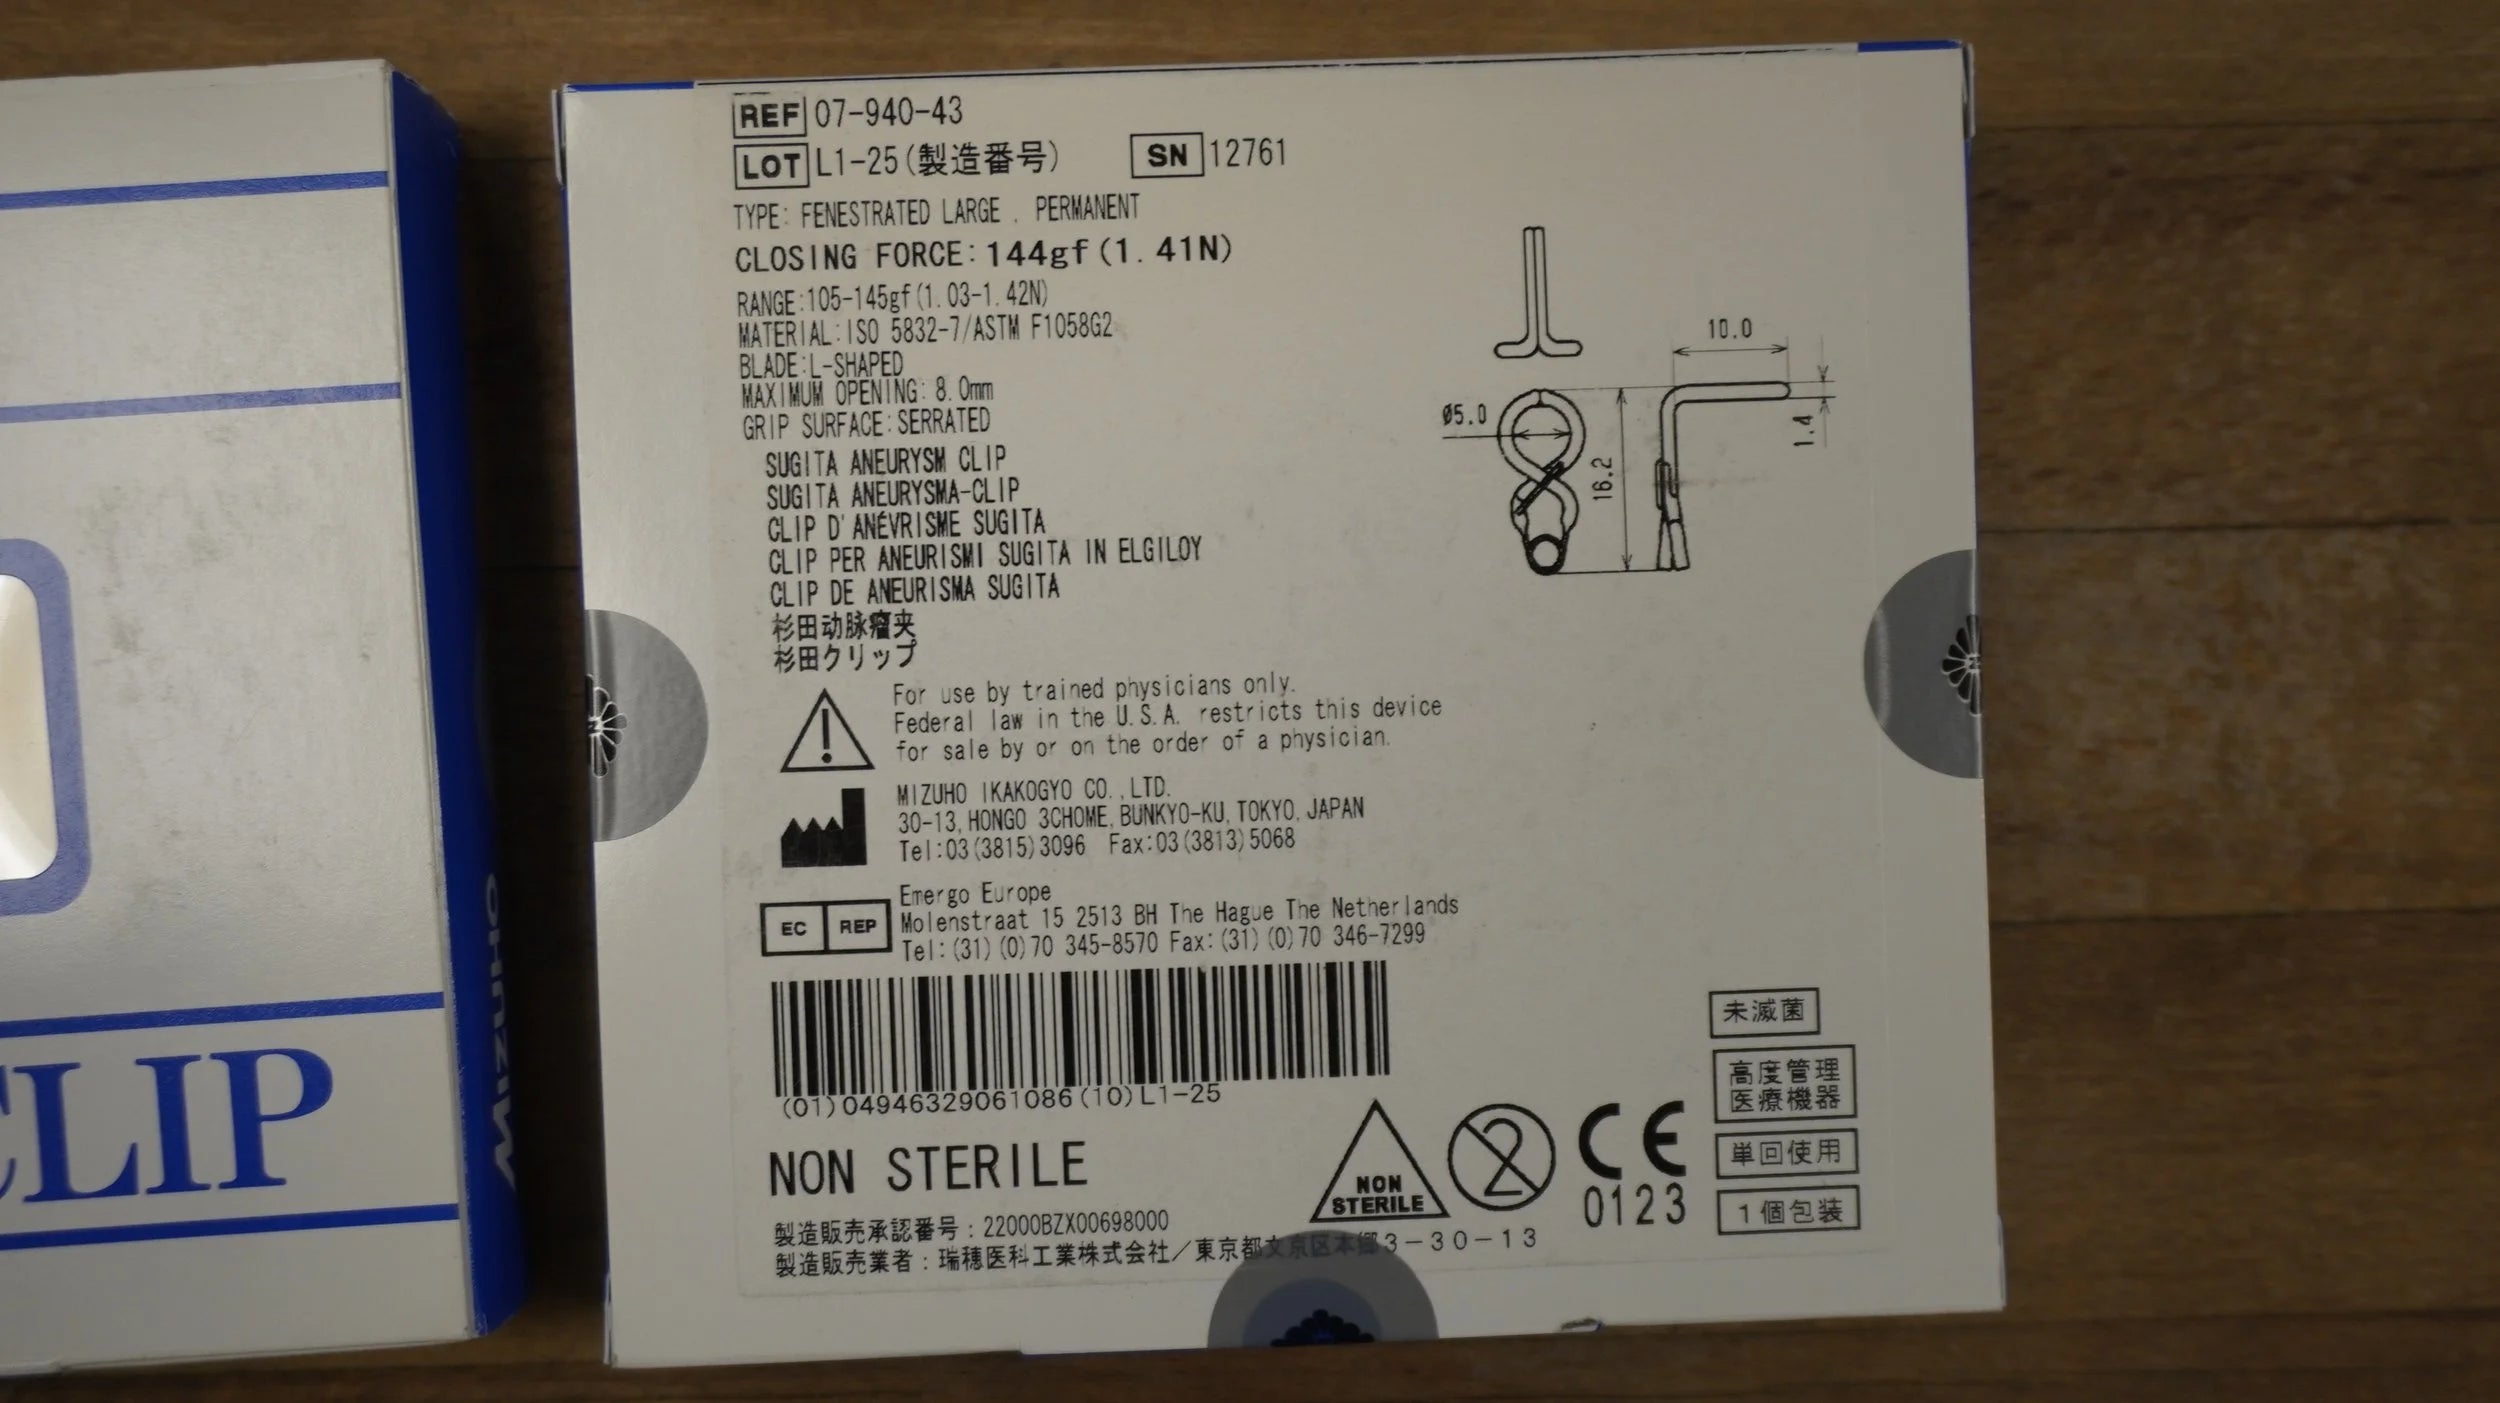 CLIP
MIZUHO
REF 07-940-43
LOT L1-25(製造番号) SN 12761
TYPE: FENESTRATED LARGE . PERMANENT
CLOSING FORCE:144gf(1.41N)
RANGE:105-145gf(1.03-1.42N)
MATERIAL:ISO 5832-7/ASTM F1058G2
BLADE:L-SHAPED
MAXIMUM OPENING: 8.0mm
GRIP SURFACE:SERRATED
SUGITA ANEURYSM CLIP
SUGITA ANEURYSMA-CLIP
CLIP D'ANÉVRISME SUGITA
CLIP PER ANEURISMI SUGITA IN ELGILOY
CLIP DE ANEURISMA SUGITA
杉田动脉瘤夹
杉田クリップ
10.0
Ø5.0
16.2
1.4
For use by trained physicians only.
Federal law in the U.S.A. restricts this device
for sale by or on the order of a physician.
MIZUHO IKAKOGYO CO.,LTD.
30-13,HONGO 3CHOME,BUNKYO-KU,TOKYO,JAPAN
Tel:03(3815)3096 Fax:03(3813)5068
EC REP
Emergo Europe
Molenstraat 15 2513 BH The Hague The Netherlands
Tel:(31)(0)70 345-8570 Fax:(31)(0)70 346-7299
(01)04946329061086(10)L1-25
NON STERILE
NON
STERILE
2
CE
0123
未滅菌
高度管理
医療機器
単回使用
1個包装
製造販売承認番号:22000BZX00698000
製造販売業者:瑞穂医科工業株式会社/東京都文京区本郷3-30-13